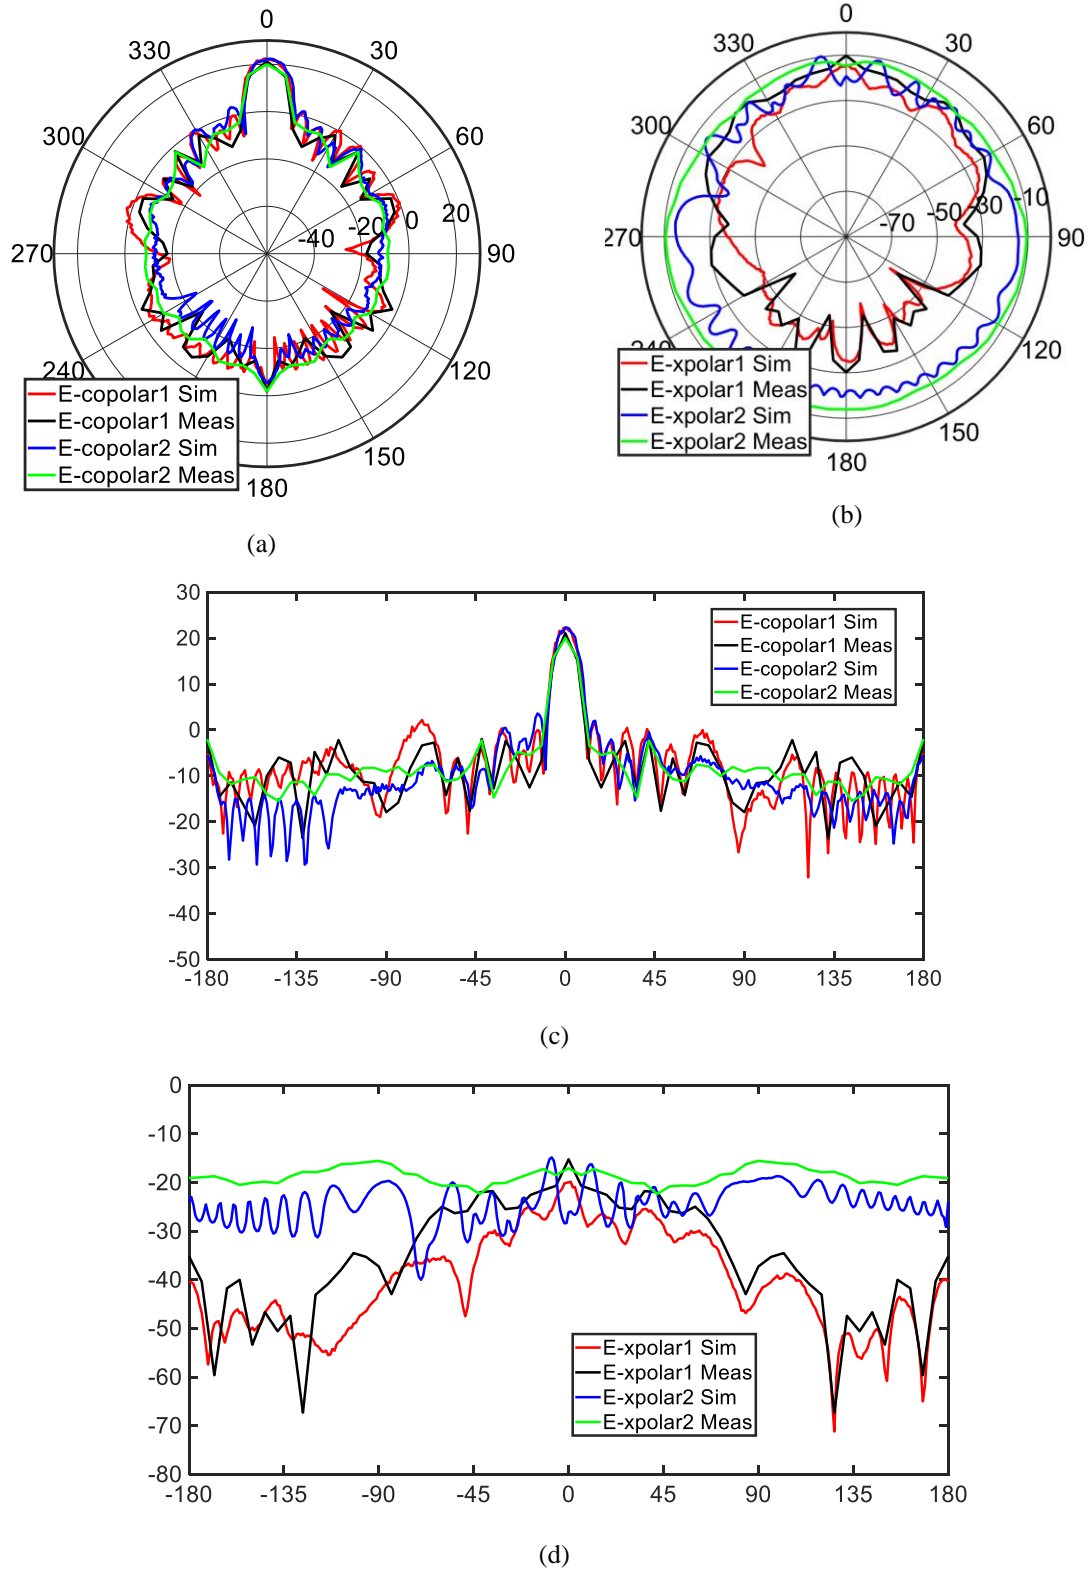 0
330
30
300
60
-40
-20
0
20
270
90
240
120
E-copolar1 Sim
E-copolar1 Meas
E-copolar2 Sim
E-copolar2 Meas
150
180
(a)
0
330
30
300
60
-70
-50
-30
-10
270
90
120
E-xpolar1 Sim
E-xpolar1 Meas
E-xpolar2 Sim
E-xpolar2 Meas
150
180
(b)
30
20
10
0
-10
-20
-30
-40
-50
E-copolar1 Sim
E-copolar1 Meas
E-copolar2 Sim
E-copolar2 Meas
-180 -135 -90 -45 0 45 90 135 180
(c)
0
-10
-20
-30
-40
-50
-60
-70
-80
E-xpolar1 Sim
E-xpolar1 Meas
E-xpolar2 Sim
E-xpolar2 Meas
-180 -135 -90 -45 0 45 90 135 180
(d)